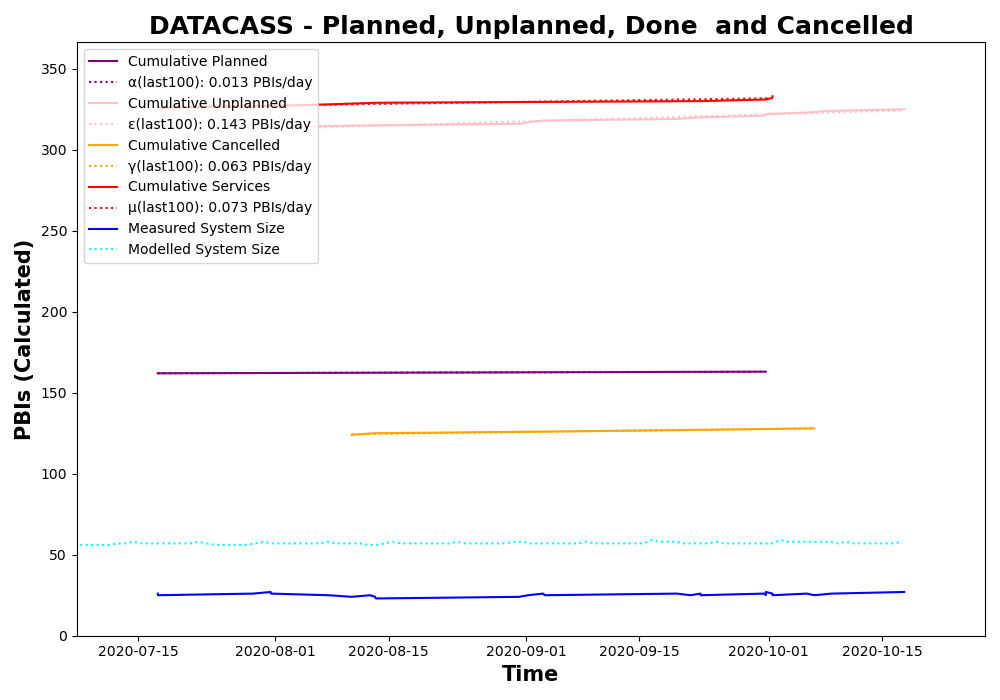 DATACASS - Planned, Unplanned, Done  and Cancelled
PBIs (Calculated)
350
300
250
200
150
100
50
0
Cumulative Planned
α(last100): 0.013 PBIs/day
Cumulative Unplanned
ε(last100): 0.143 PBIs/day
Cumulative Cancelled
γ(last100): 0.063 PBIs/day
Cumulative Services
μ(last100): 0.073 PBIs/day
Measured System Size
Modelled System Size
2020-07-15
2020-08-01
2020-08-15
2020-09-01
2020-09-15
2020-10-01
2020-10-15
Time